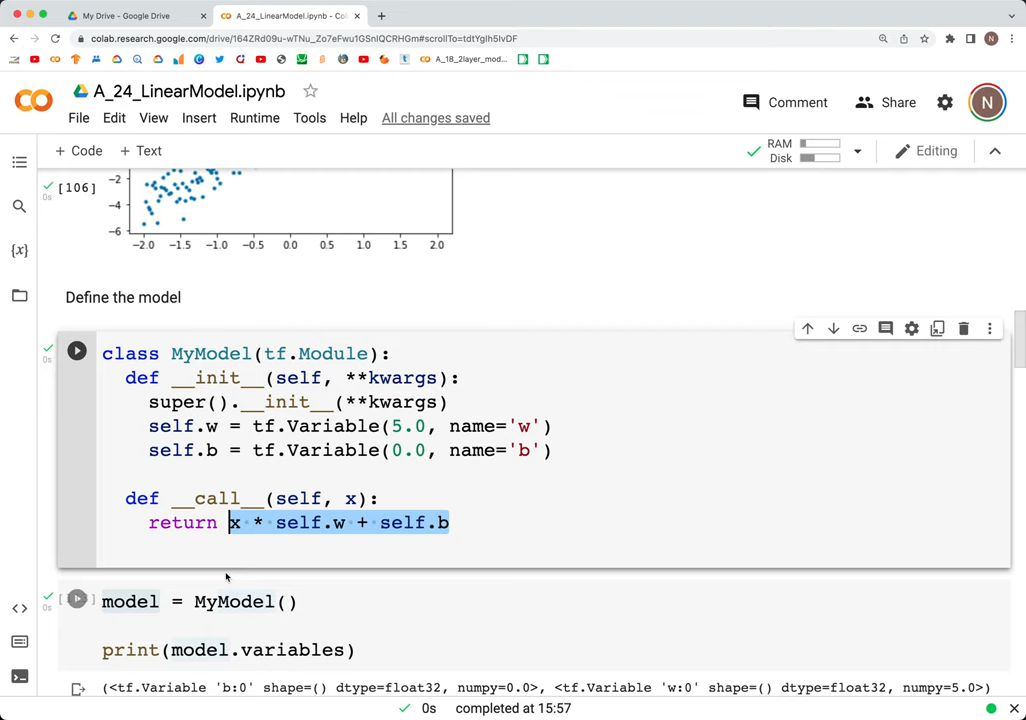 My Drive - Google Drive
A_24_LinearModel.ipynb - Col
colab.research.google.com/drive/164ZRd09u-wTNu_Zo7eFwu1GSnlQCRHGm#scrollTo=tdtYgIh5IvDF
A_18_2layer_mod...
A_24_LinearModel.ipynb
Comment
Share
N
File Edit View Insert Runtime Tools Help All changes saved
+ Code + Text
RAM
Disk
Editing
[106]
0s
−2
−4
−6
−2.0 −1.5 −1.0 −0.5 0.0 0.5 1.0 1.5 2.0
Define the model
0s
class MyModel(tf.Module):
def __init__(self, **kwargs):
super().__init__(**kwargs)
self.w = tf.Variable(5.0, name='w')
self.b = tf.Variable(0.0, name='b')
def __call__(self, x):
return x * self.w + self.b
0s
[ ]
model = MyModel()
print(model.variables)
(<tf.Variable 'b:0' shape=() dtype=float32, numpy=0.0>, <tf.Variable 'w:0' shape=() dtype=float32, numpy=5.0>)
0s completed at 15:57